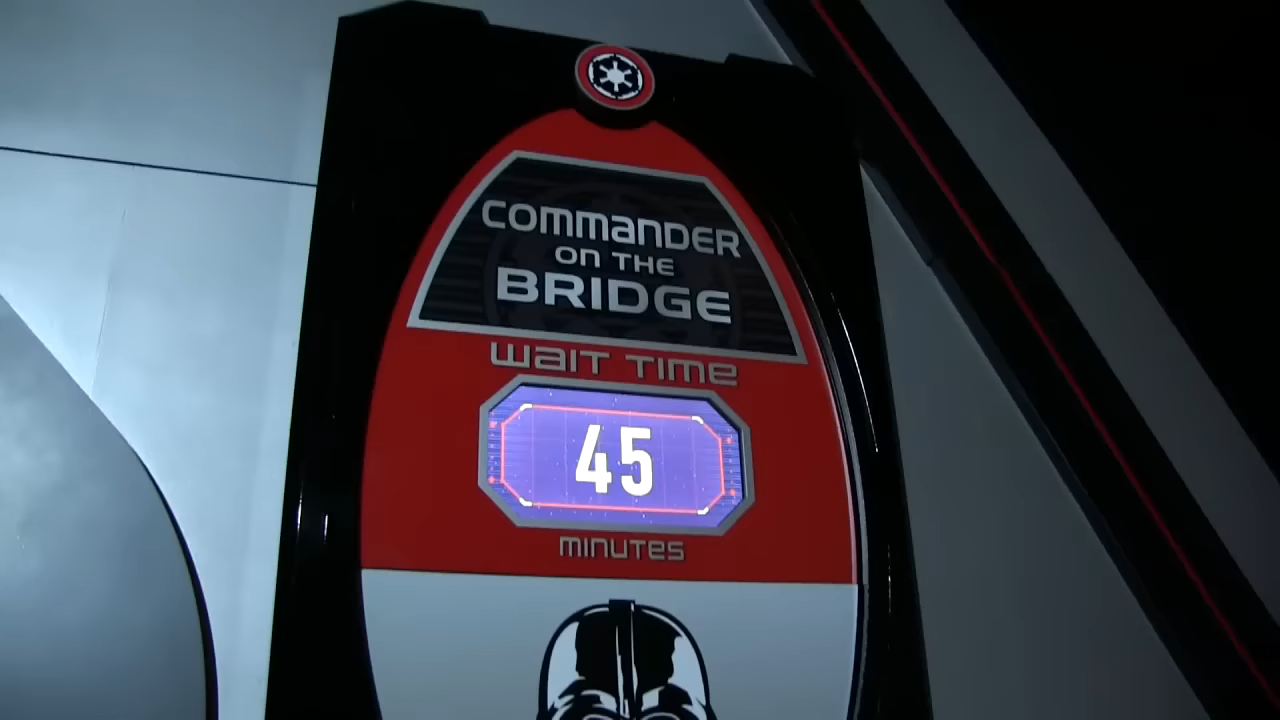 COMMANDER
ON THE
BRIDGE
WAIT TIME
45
MINUTES